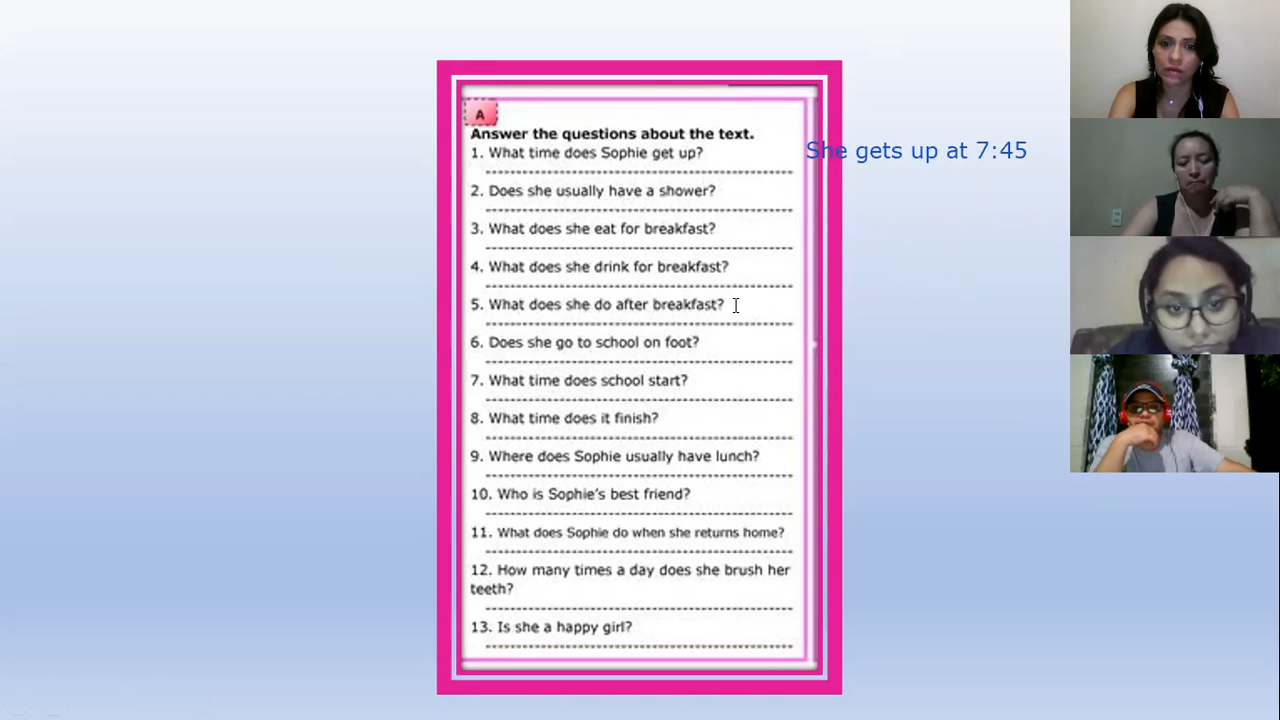 A
Answer the questions about the text.
1. What time does Sophie get up?
She gets up at 7:45
2. Does she usually have a shower?
3. What does she eat for breakfast?
4. What does she drink for breakfast?
5. What does she do after breakfast?
6. Does she go to school on foot?
7. What time does school start?
8. What time does it finish?
9. Where does Sophie usually have lunch?
10. Who is Sophie's best friend?
11. What does Sophie do when she returns home?
12. How many times a day does she brush her
teeth?
13. Is she a happy girl?